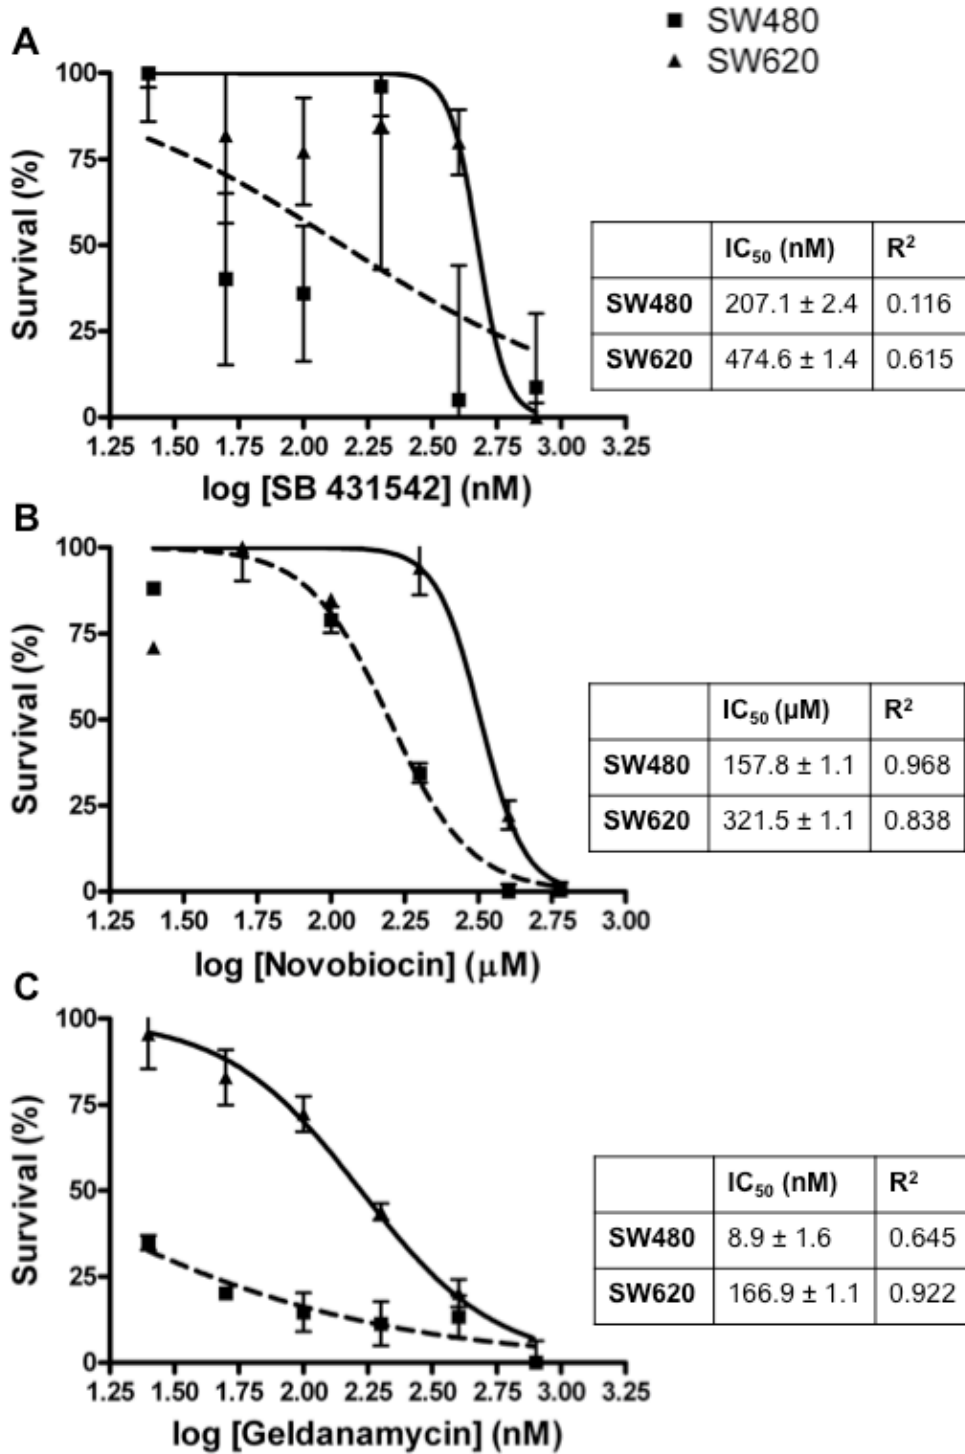 SW480
SW620
A
100
75
50
25
0
Survival (%)
1.25 1.50 1.75 2.00 2.25 2.50 2.75 3.00 3.25
log [SB 431542] (nM)
IC₅₀ (nM) R²
SW480 207.1 ± 2.4 0.116
SW620 474.6 ± 1.4 0.615
B
100
75
50
25
0
Survival (%)
1.25 1.50 1.75 2.00 2.25 2.50 2.75 3.00
log [Novobiocin] (μM)
IC₅₀ (μM) R²
SW480 157.8 ± 1.1 0.968
SW620 321.5 ± 1.1 0.838
C
100
75
50
25
0
Survival (%)
1.25 1.50 1.75 2.00 2.25 2.50 2.75 3.00 3.25
log [Geldanamycin] (nM)
IC₅₀ (nM) R²
SW480 8.9 ± 1.6 0.645
SW620 166.9 ± 1.1 0.922